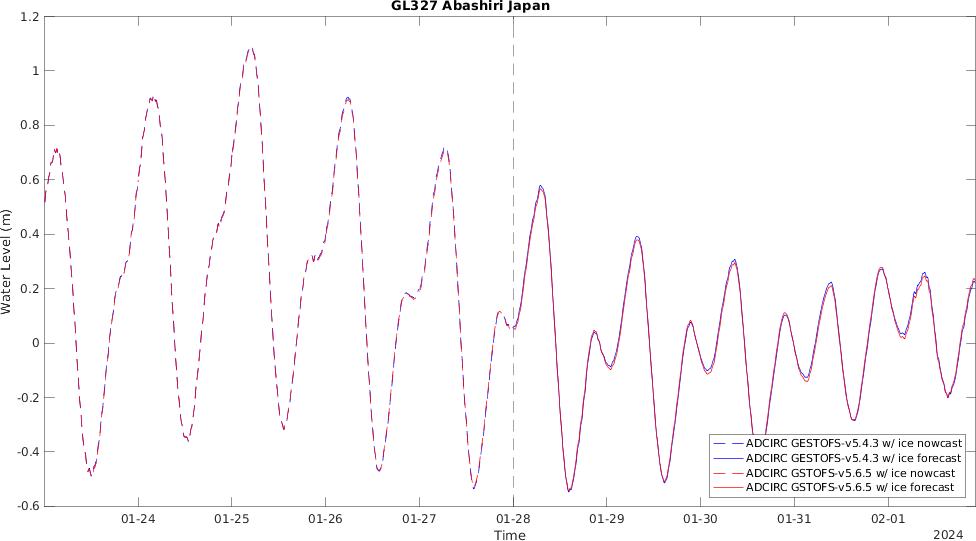 GL327 Abashiri Japan
1.2
1
0.8
0.6
0.4
0.2
0
-0.2
-0.4
-0.6
Water Level (m)
ADCIRC GESTOFS-v5.4.3 w/ ice nowcast
ADCIRC GESTOFS-v5.4.3 w/ ice forecast
ADCIRC GSTOFS-v5.6.5 w/ ice nowcast
ADCIRC GSTOFS-v5.6.5 w/ ice forecast
01-24 01-25 01-26 01-27 01-28 01-29 01-30 01-31 02-01
Time
2024